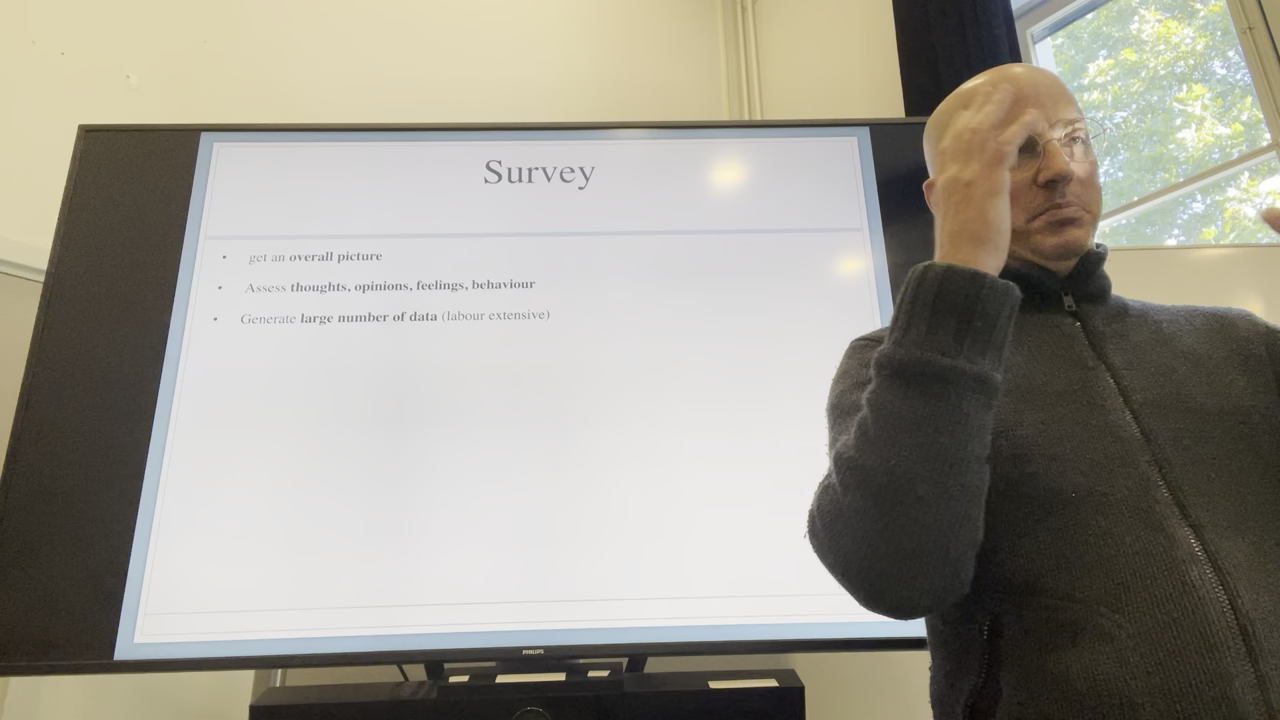 Survey
• get an overall picture
• Assess thoughts, opinions, feelings, behaviour
• Generate large number of data (labour extensive)
PHILIPS